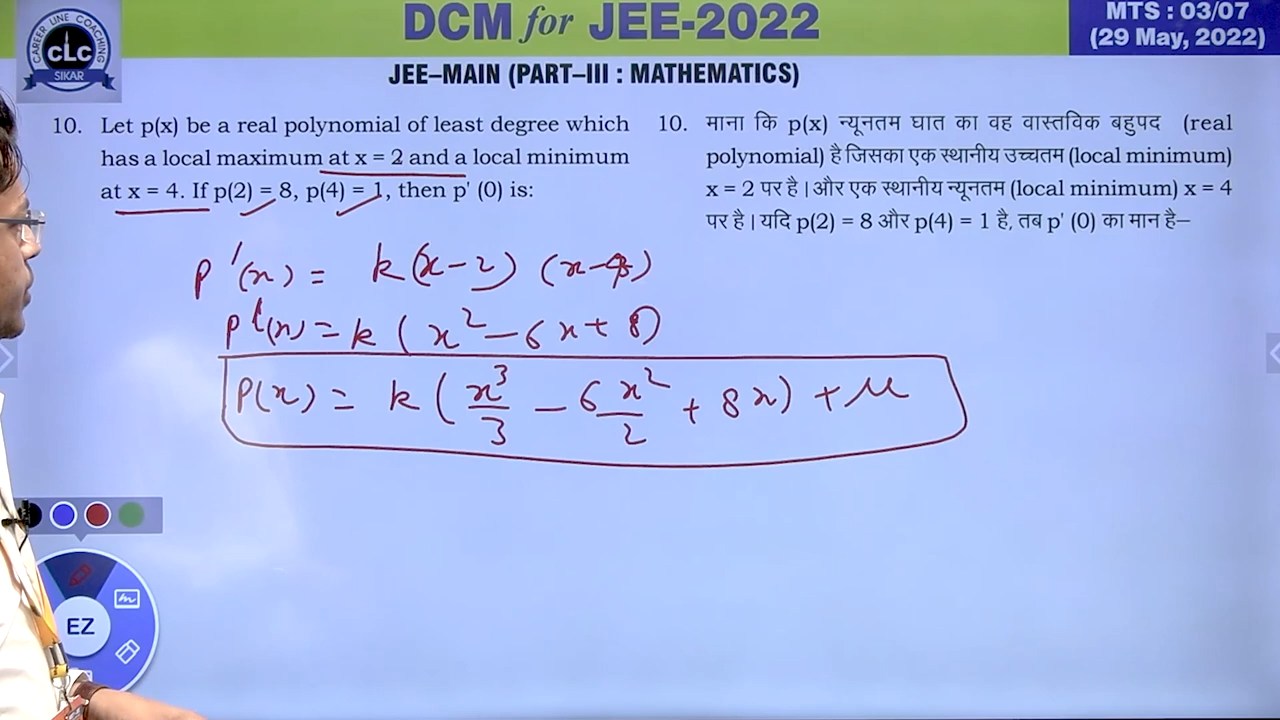 DCM for JEE-2022
MTS : 03/07
(29 May, 2022)
CAREER LINE COACHING
CLC
SIKAR
JEE–MAIN (PART–III : MATHEMATICS)
10. Let p(x) be a real polynomial of least degree which
has a local maximum at x = 2 and a local minimum
at x = 4. If p(2) = 8, p(4) = 1, then p' (0) is:
10. माना कि p(x) न्यूनतम घात का वह वास्तविक बहुपद (real
polynomial) है जिसका एक स्थानीय उच्चतम (local minimum)
x = 2 पर है। और एक स्थानीय न्यूनतम (local minimum) x = 4
पर है। यदि p(2) = 8 और p(4) = 1 है, तब p' (0) का मान है–
p'(x) = k(x-2) (x-4)
p'(x) = k (x² - 6x + 8)
P(x) = k (x³/3 - 6 x²/2 + 8x) + μ
EZ